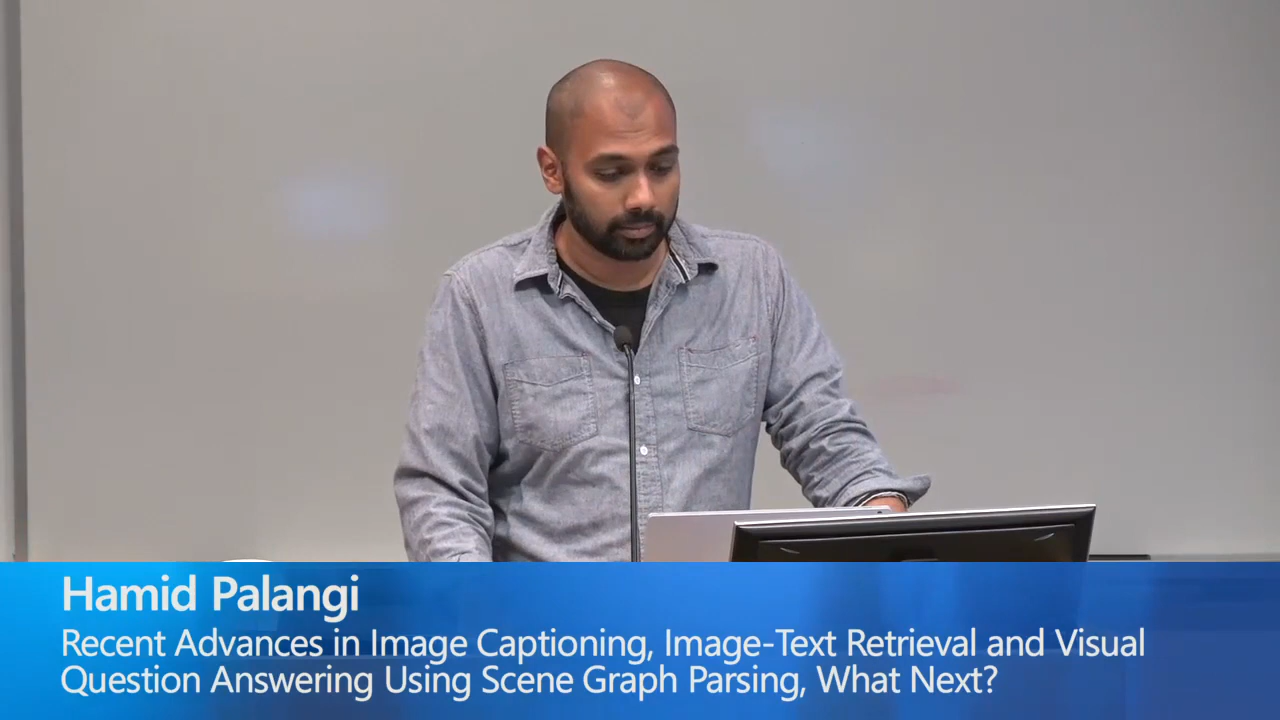 Hamid Palangi
Recent Advances in Image Captioning, Image-Text Retrieval and Visual
Question Answering Using Scene Graph Parsing, What Next?